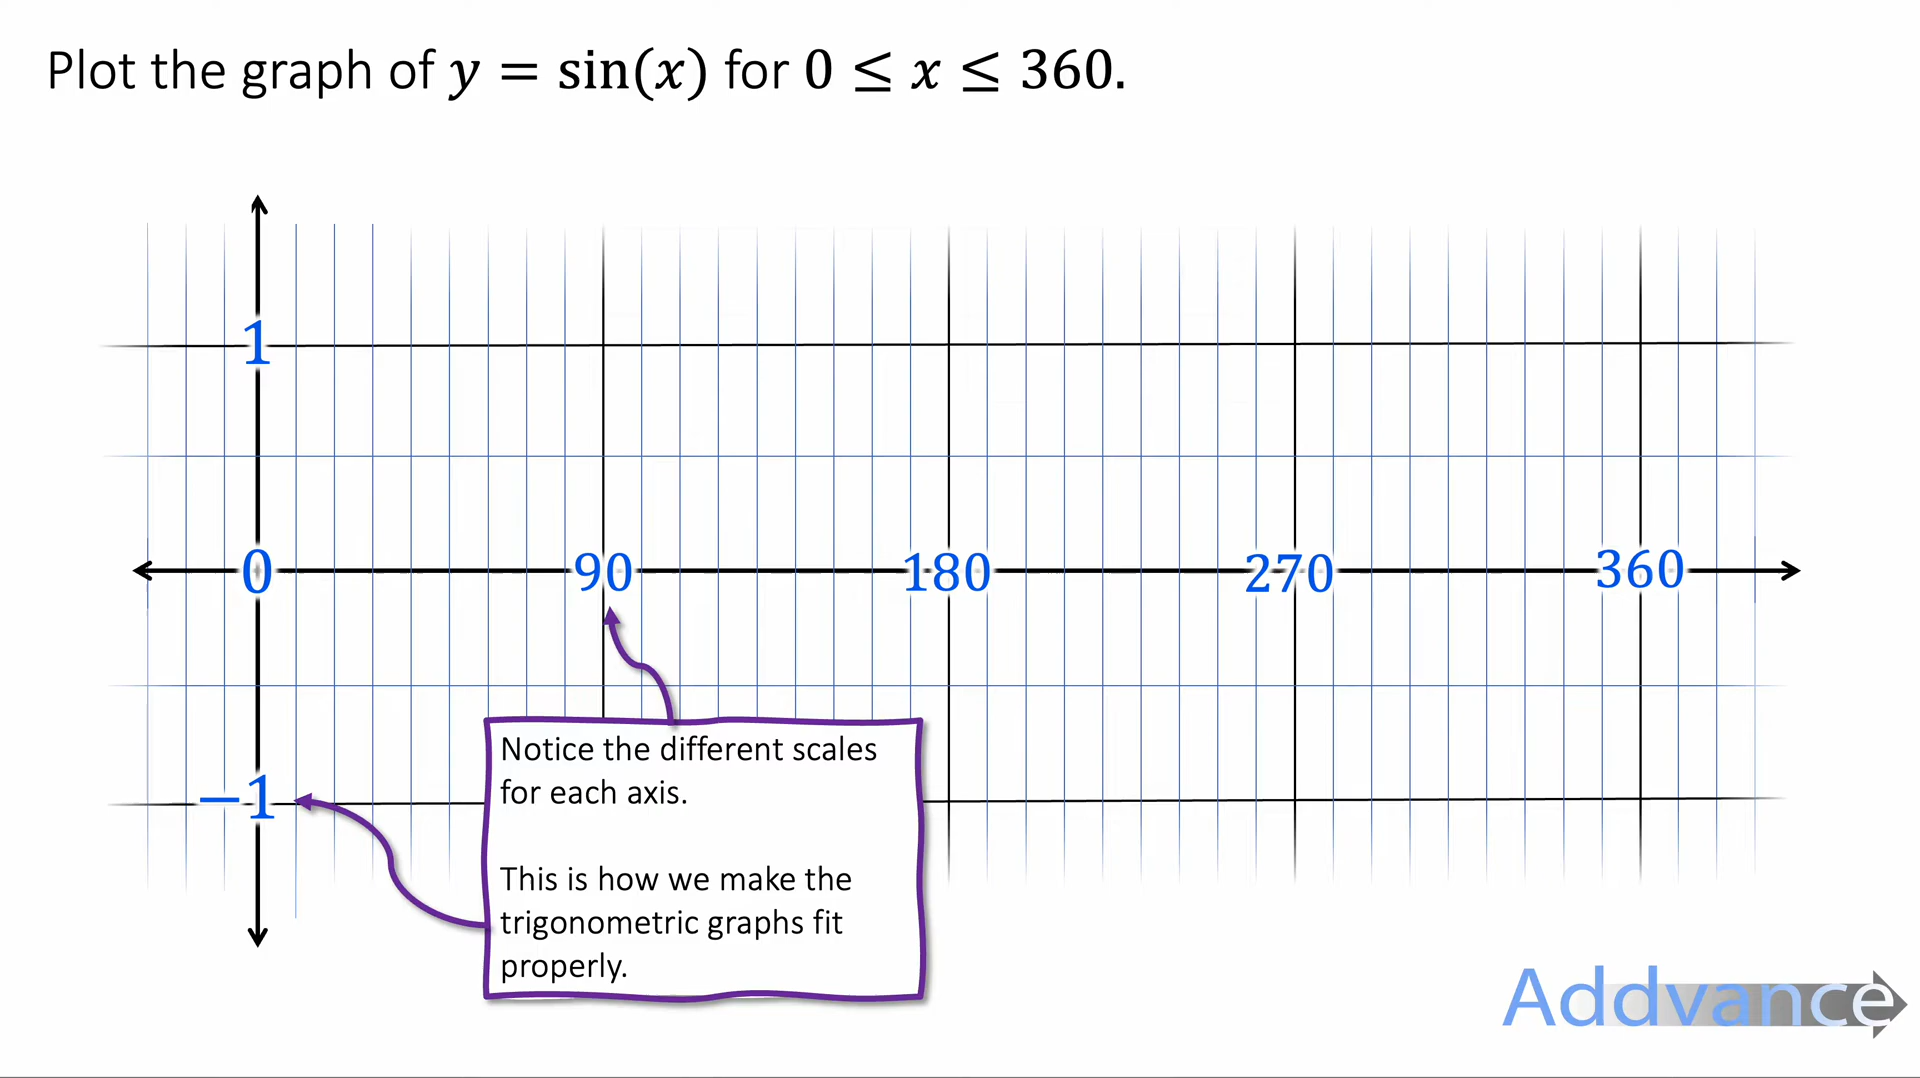 Plot the graph of y = sin(x) for 0 ≤ x ≤ 360.
1
0 90 180 270 360
−1
Notice the different scales
for each axis.
This is how we make the
trigonometric graphs fit
properly.
Addvance